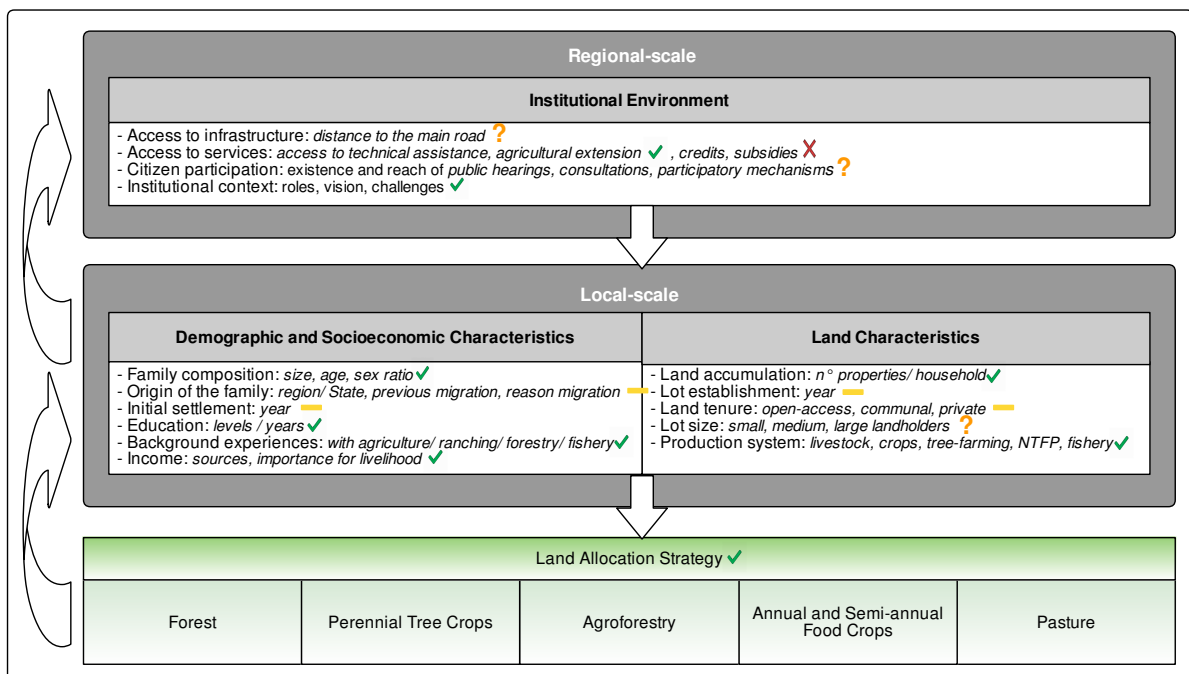 Regional-scale
Institutional Environment
- Access to infrastructure: distance to the main road ?
- Access to services: access to technical assistance, agricultural extension ✓ , credits, subsidies ✗
- Citizen participation: existence and reach of public hearings, consultations, participatory mechanisms ?
- Institutional context: roles, vision, challenges ✓
Local-scale
Demographic and Socioeconomic Characteristics
- Family composition: size, age, sex ratio ✓
- Origin of the family: region/ State, previous migration, reason migration –
- Initial settlement: year –
- Education: levels / years ✓
- Background experiences: with agriculture/ ranching/ forestry/ fishery ✓
- Income: sources, importance for livelihood ✓
Land Characteristics
- Land accumulation: n° properties/ household ✓
- Lot establishment: year –
- Land tenure: open-access, communal, private –
- Lot size: small, medium, large landholders ?
- Production system: livestock, crops, tree-farming, NTFP, fishery ✓
Land Allocation Strategy ✓
Forest
Perennial Tree Crops
Agroforestry
Annual and Semi-annual
Food Crops
Pasture